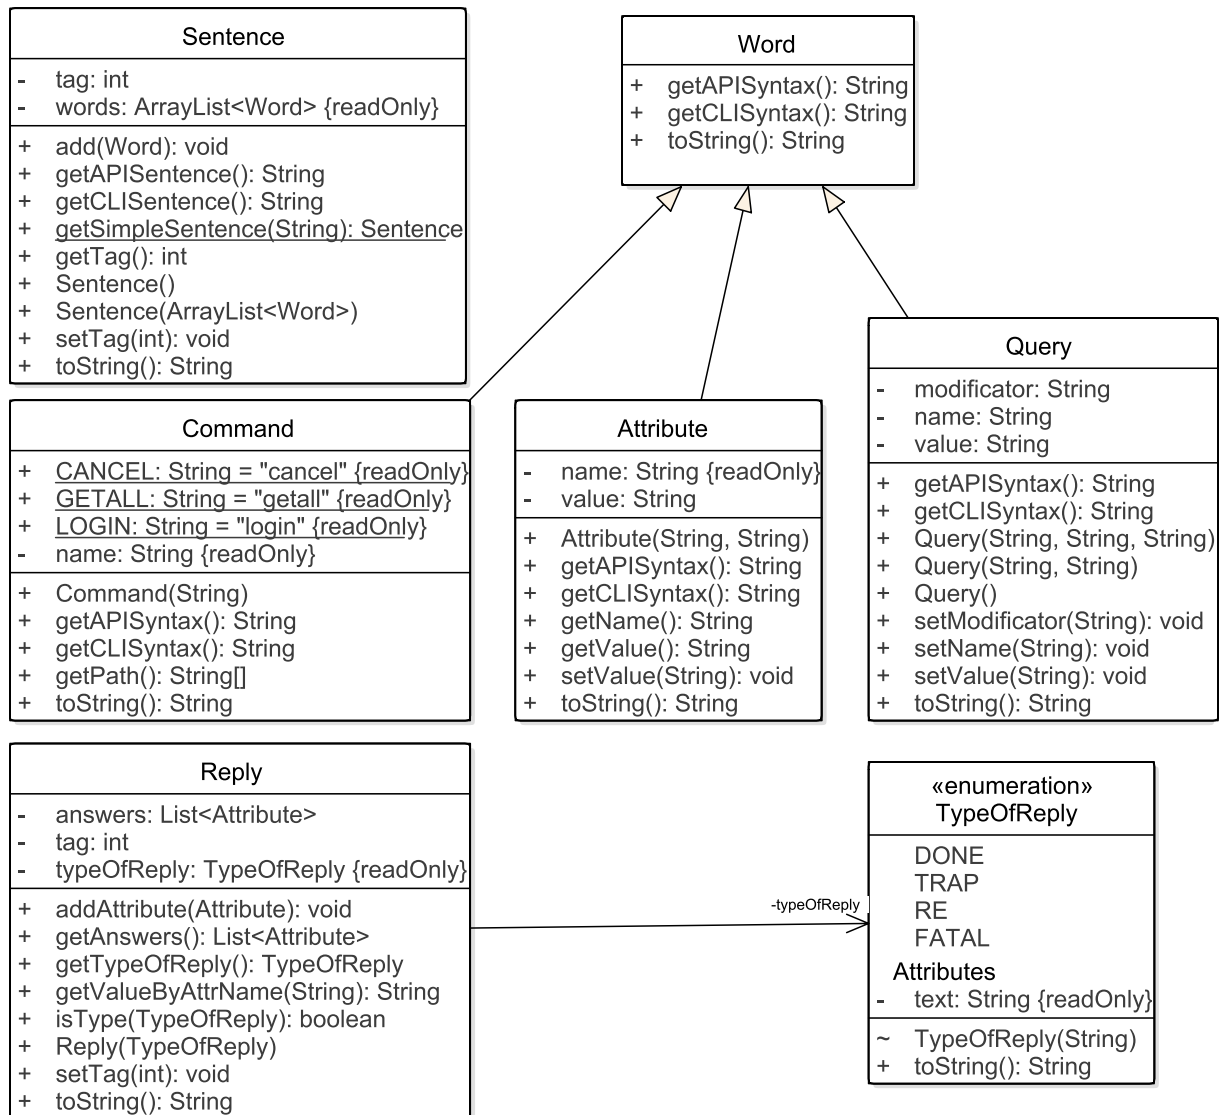 Sentence
- tag: int
- words: ArrayList<Word> {readOnly}
+ add(Word): void
+ getAPISentence(): String
+ getCLISentence(): String
+ getSimpleSentence(String): Sentence
+ getTag(): int
+ Sentence()
+ Sentence(ArrayList<Word>)
+ setTag(int): void
+ toString(): String
Word
+ getAPISyntax(): String
+ getCLISyntax(): String
+ toString(): String
Command
+ CANCEL: String = "cancel" {readOnly}
+ GETALL: String = "getall" {readOnly}
+ LOGIN: String = "login" {readOnly}
- name: String {readOnly}
+ Command(String)
+ getAPISyntax(): String
+ getCLISyntax(): String
+ getPath(): String[]
+ toString(): String
Attribute
- name: String {readOnly}
- value: String
+ Attribute(String, String)
+ getAPISyntax(): String
+ getCLISyntax(): String
+ getName(): String
+ getValue(): String
+ setValue(String): void
+ toString(): String
Query
- modificator: String
- name: String
- value: String
+ getAPISyntax(): String
+ getCLISyntax(): String
+ Query(String, String, String)
+ Query(String, String)
+ Query()
+ setModificator(String): void
+ setName(String): void
+ setValue(String): void
+ toString(): String
Reply
- answers: List<Attribute>
- tag: int
- typeOfReply: TypeOfReply {readOnly}
+ addAttribute(Attribute): void
+ getAnswers(): List<Attribute>
+ getTypeOfReply(): TypeOfReply
+ getValueByAttrName(String): String
+ isType(TypeOfReply): boolean
+ Reply(TypeOfReply)
+ setTag(int): void
+ toString(): String
-typeOfReply
«enumeration»
TypeOfReply
DONE
TRAP
RE
FATAL
Attributes
- text: String {readOnly}
~ TypeOfReply(String)
+ toString(): String